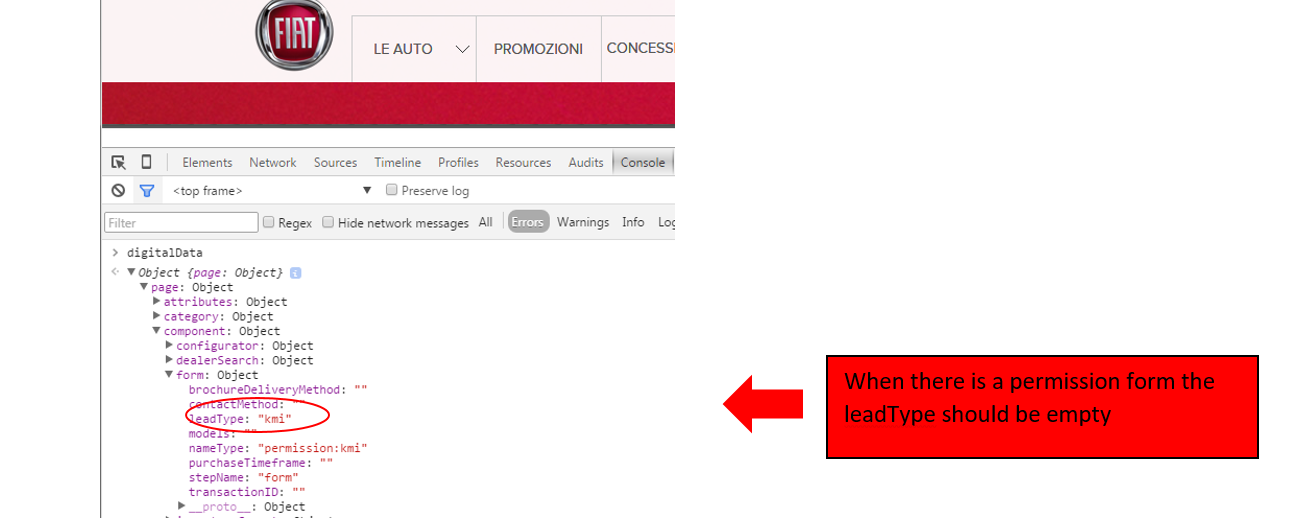 FIAT
LE AUTO PROMOZIONI CONCESS
Elements Network Sources Timeline Profiles Resources Audits Console
<top frame> ▼ Preserve log
Filter Regex Hide network messages All Errors Warnings Info Log
> digitalData
<- ▼ Object {page: Object} i
▼ page: Object
▶ attributes: Object
▶ category: Object
▼ component: Object
▶ configurator: Object
▶ dealerSearch: Object
▼ form: Object
brochureDeliveryMethod: ""
contactMethod: ""
leadType: "kmi"
models: ""
nameType: "permission:kmi"
purchaseTimeframe: ""
stepName: "form"
transactionID: ""
▶ __proto__: Object
When there is a permission form the
leadType should be empty